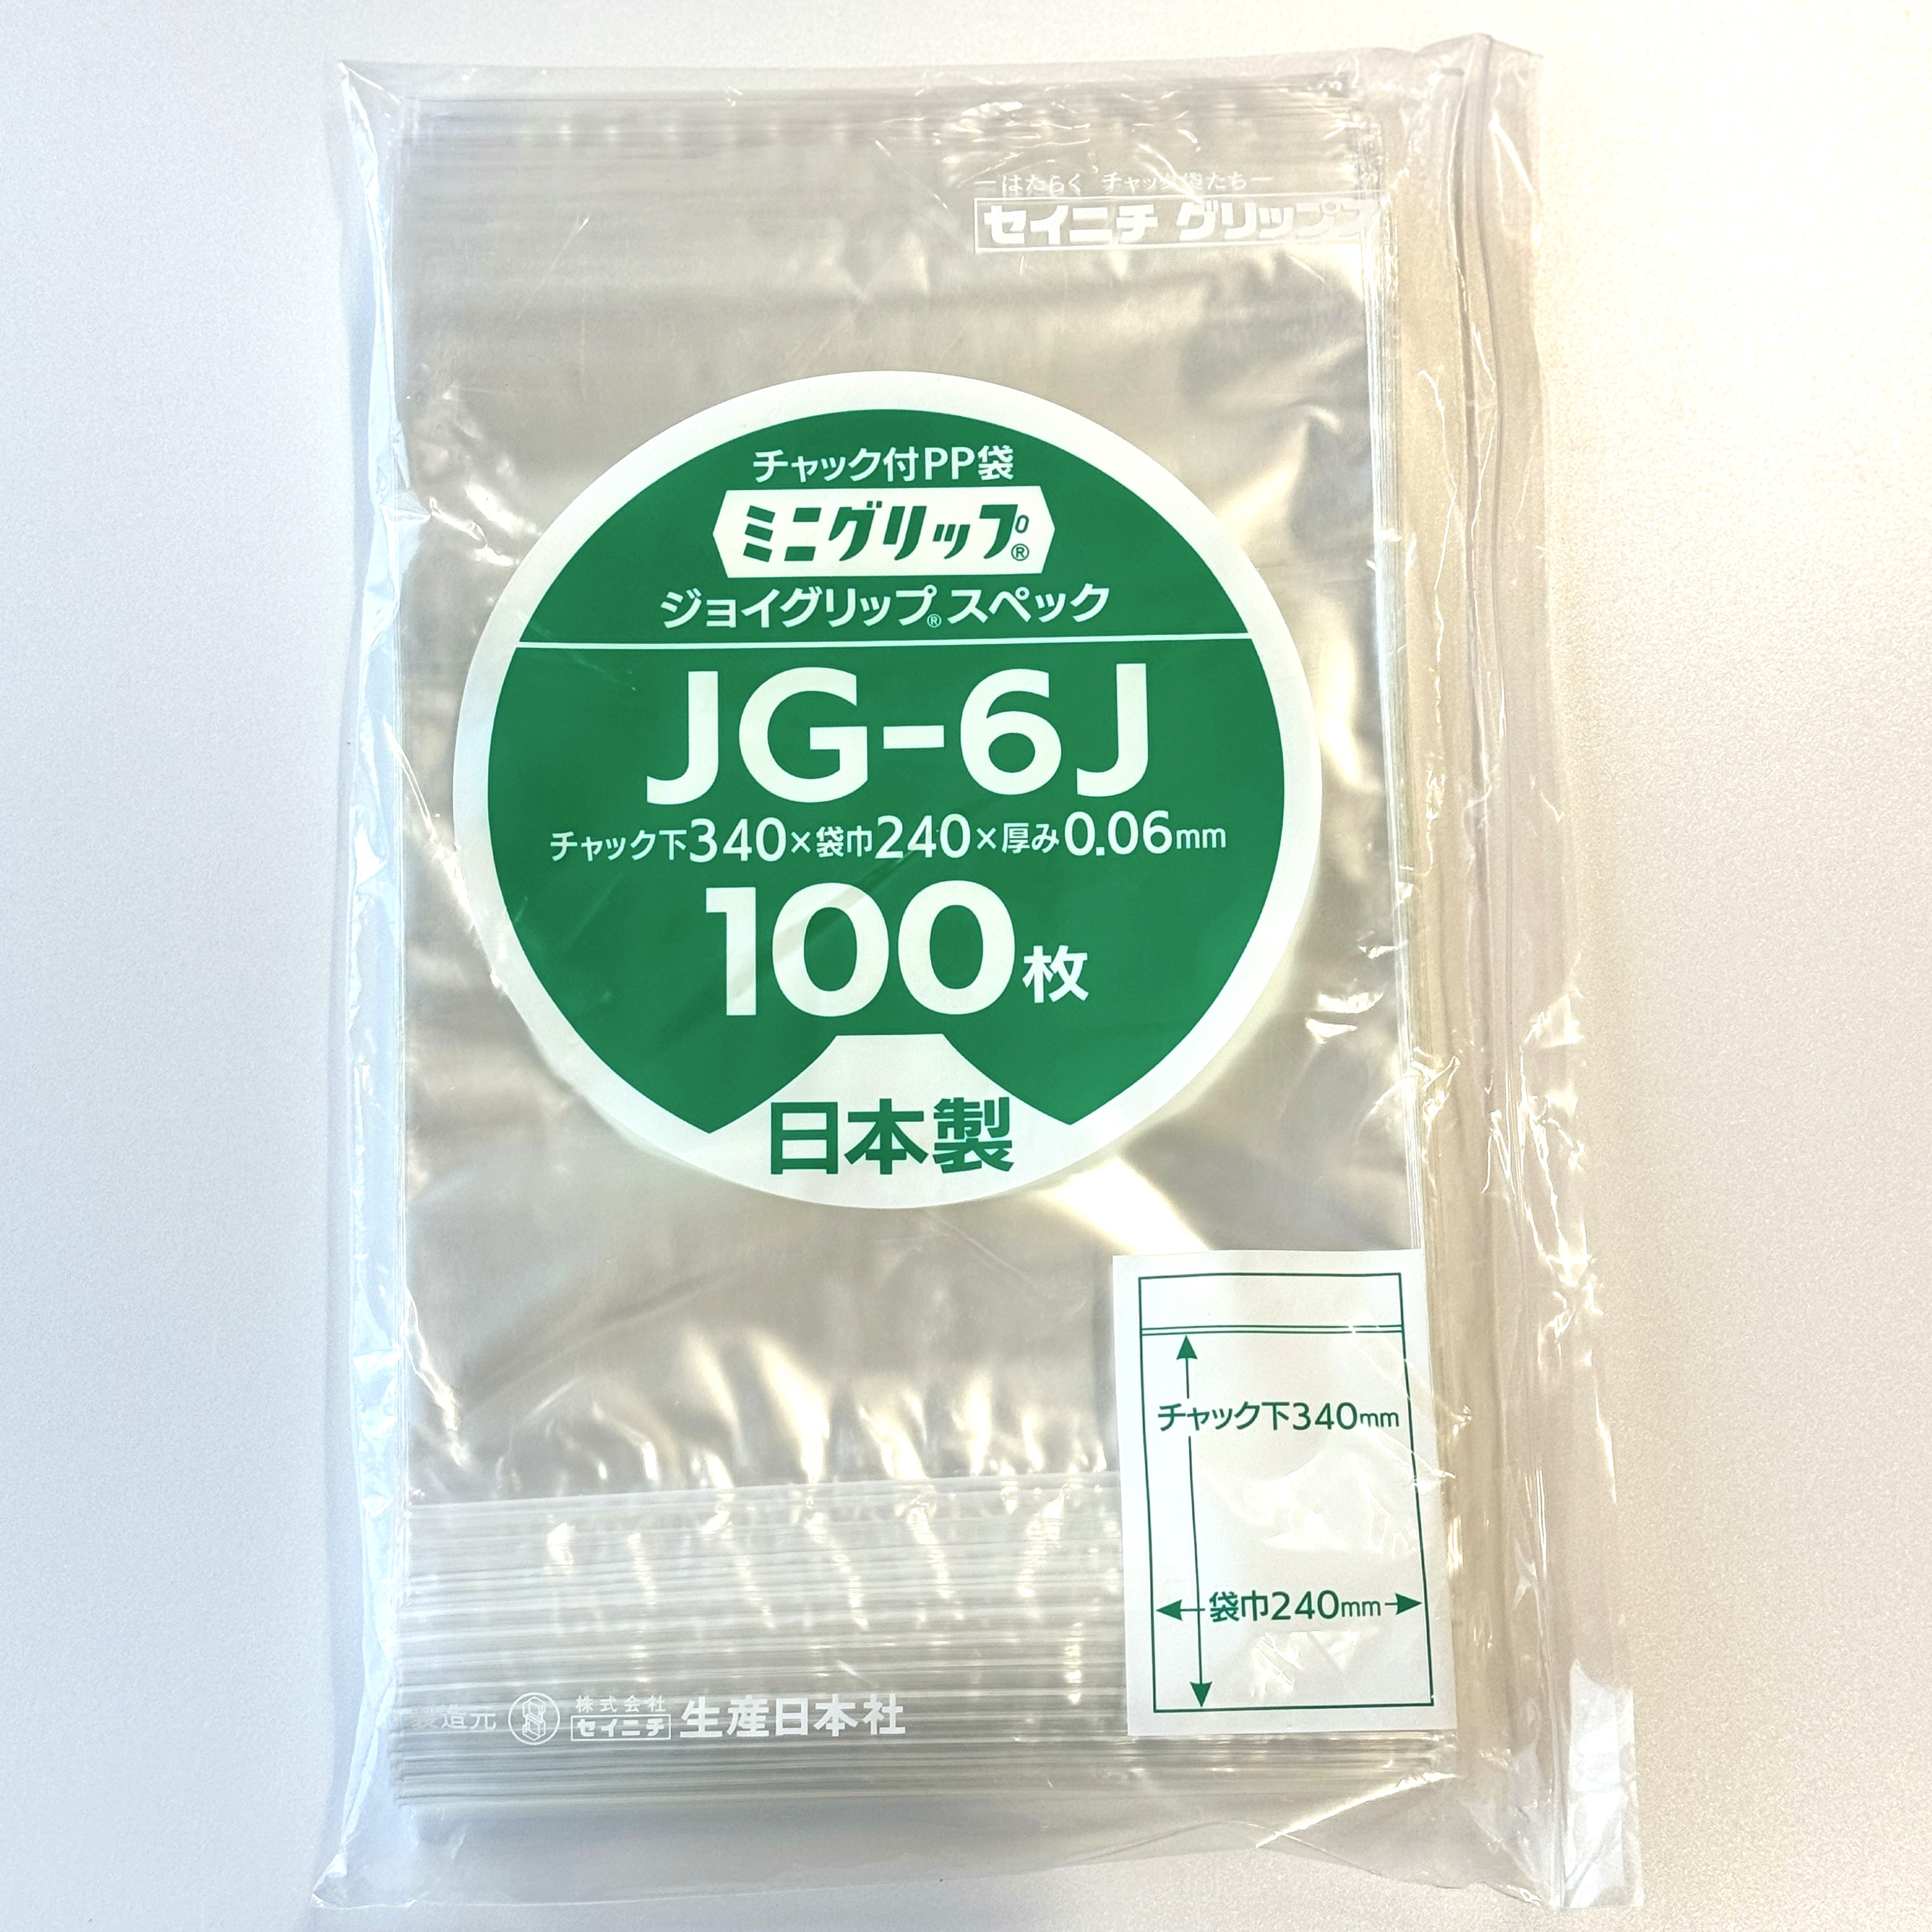 ーはたらく チャック袋たちー
セイニチ グリップス
チャック付PP袋
ミニグリップ®
ジョイグリップ®スペック
JG-6J
チャック下340×袋巾240×厚み0.06mm
100枚
日本製
チャック下340mm
袋巾240mm
製造元 株式会社 セイニチ 生産日本社